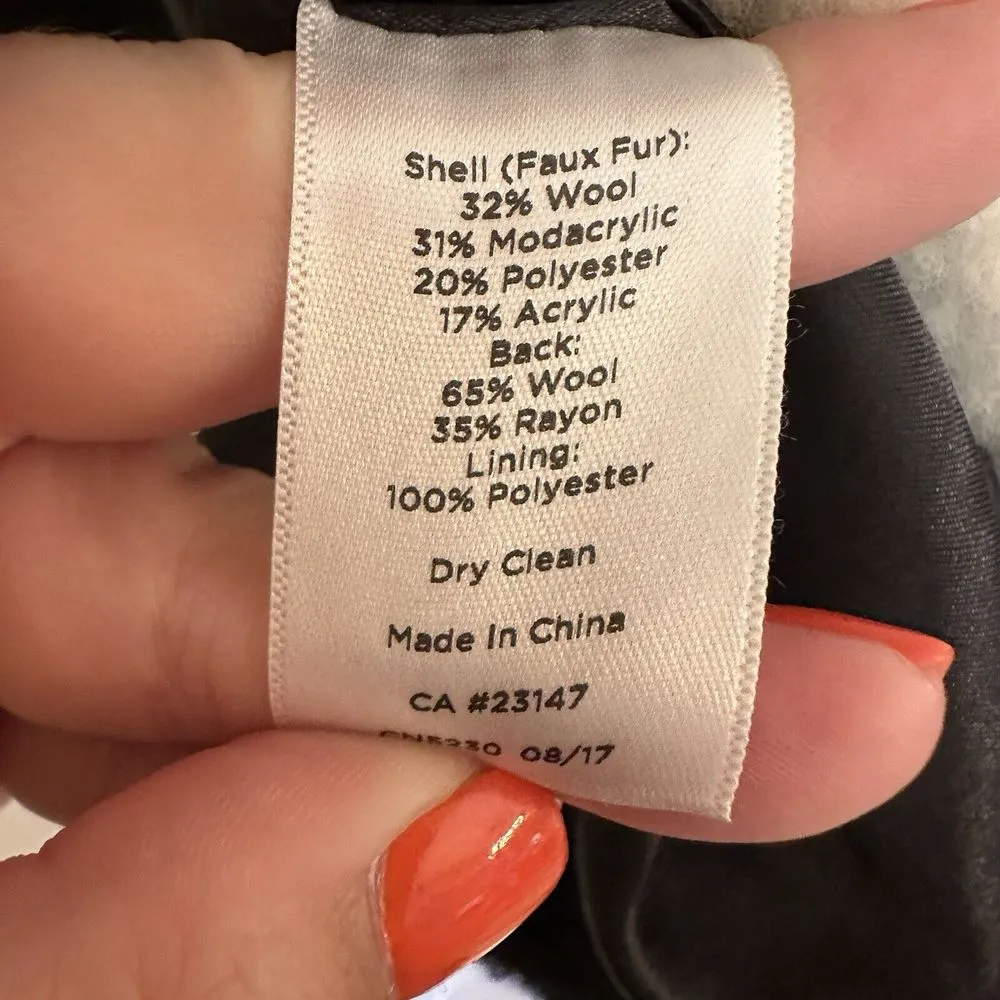 Shell (Faux Fur):
32% Wool
31% Modacrylic
20% Polyester
17% Acrylic
Back:
65% Wool
35% Rayon
Lining:
100% Polyester
Dry Clean
Made In China
CA #23147
08/17